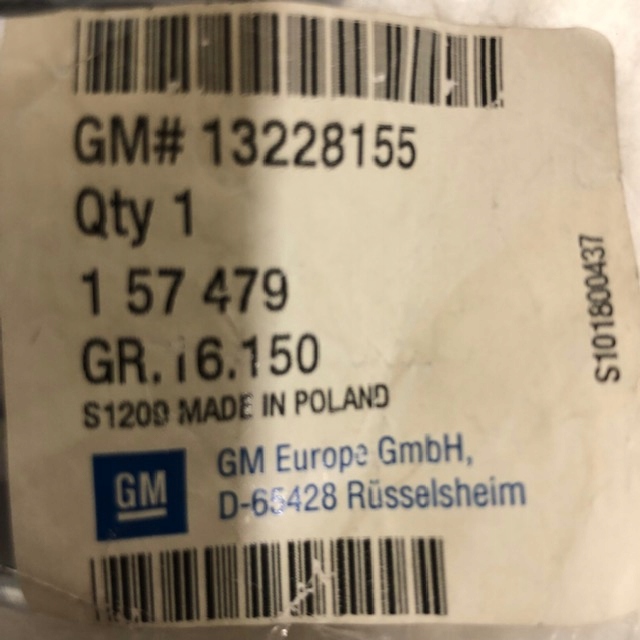 GM# 13228155
Qty 1
1 57 479
GR. 16.150
S1209 MADE IN POLAND
GM
GM Europe GmbH,
D-65428 Rüsselsheim
S101800437